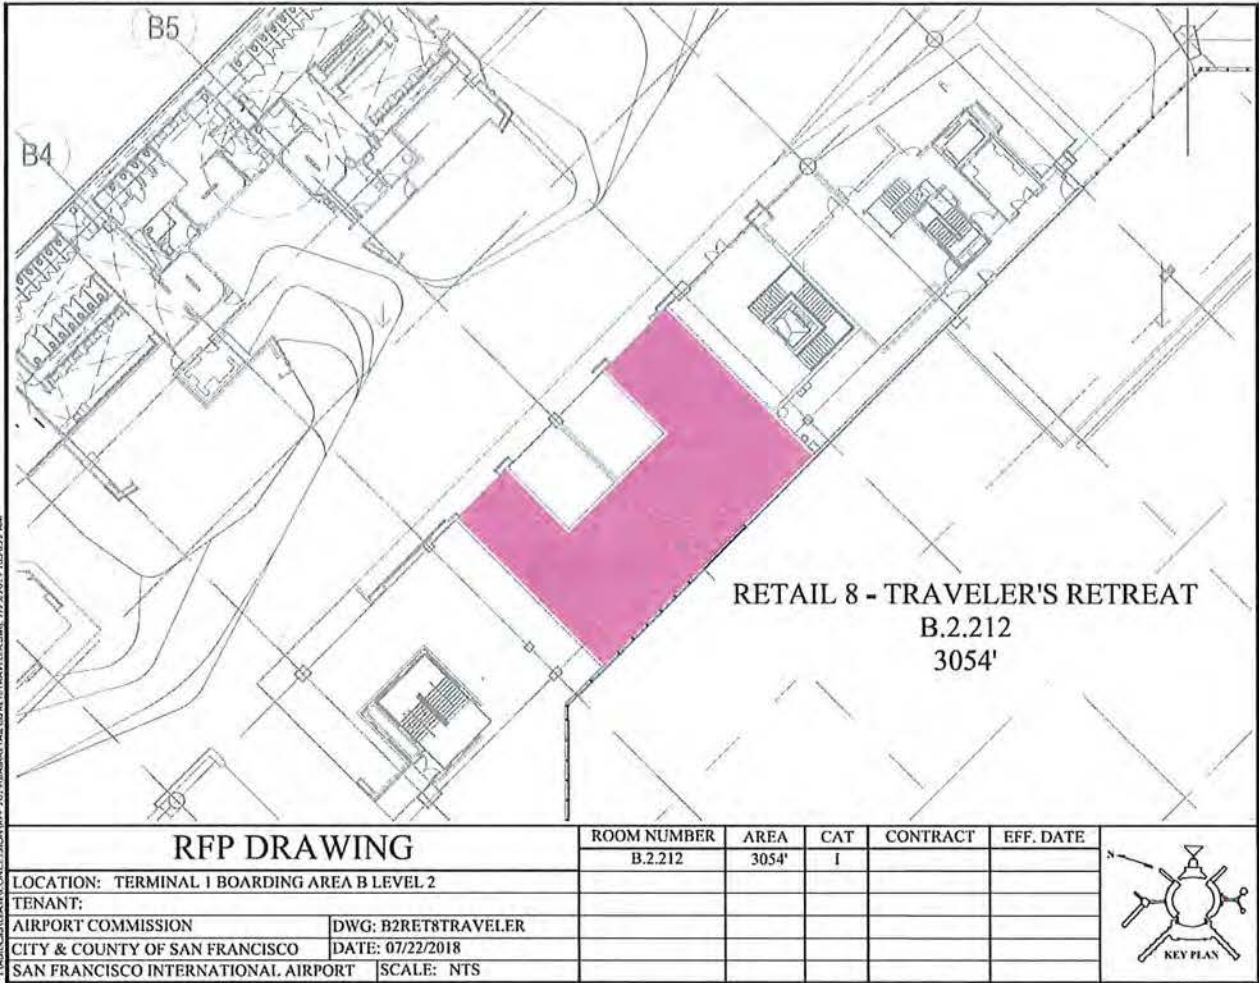 B5
B4
RETAIL 8 - TRAVELER'S RETREAT
B.2.212
3054'
RFP DRAWING
ROOM NUMBER AREA CAT CONTRACT EFF. DATE
B.2.212 3054' 1
LOCATION: TERMINAL 1 BOARDING AREA B LEVEL 2
TENANT:
AIRPORT COMMISSION DWG: B2RET8TRAVELER
CITY & COUNTY OF SAN FRANCISCO DATE: 07/22/2018
SAN FRANCISCO INTERNATIONAL AIRPORT SCALE: NTS
N
KEY PLAN